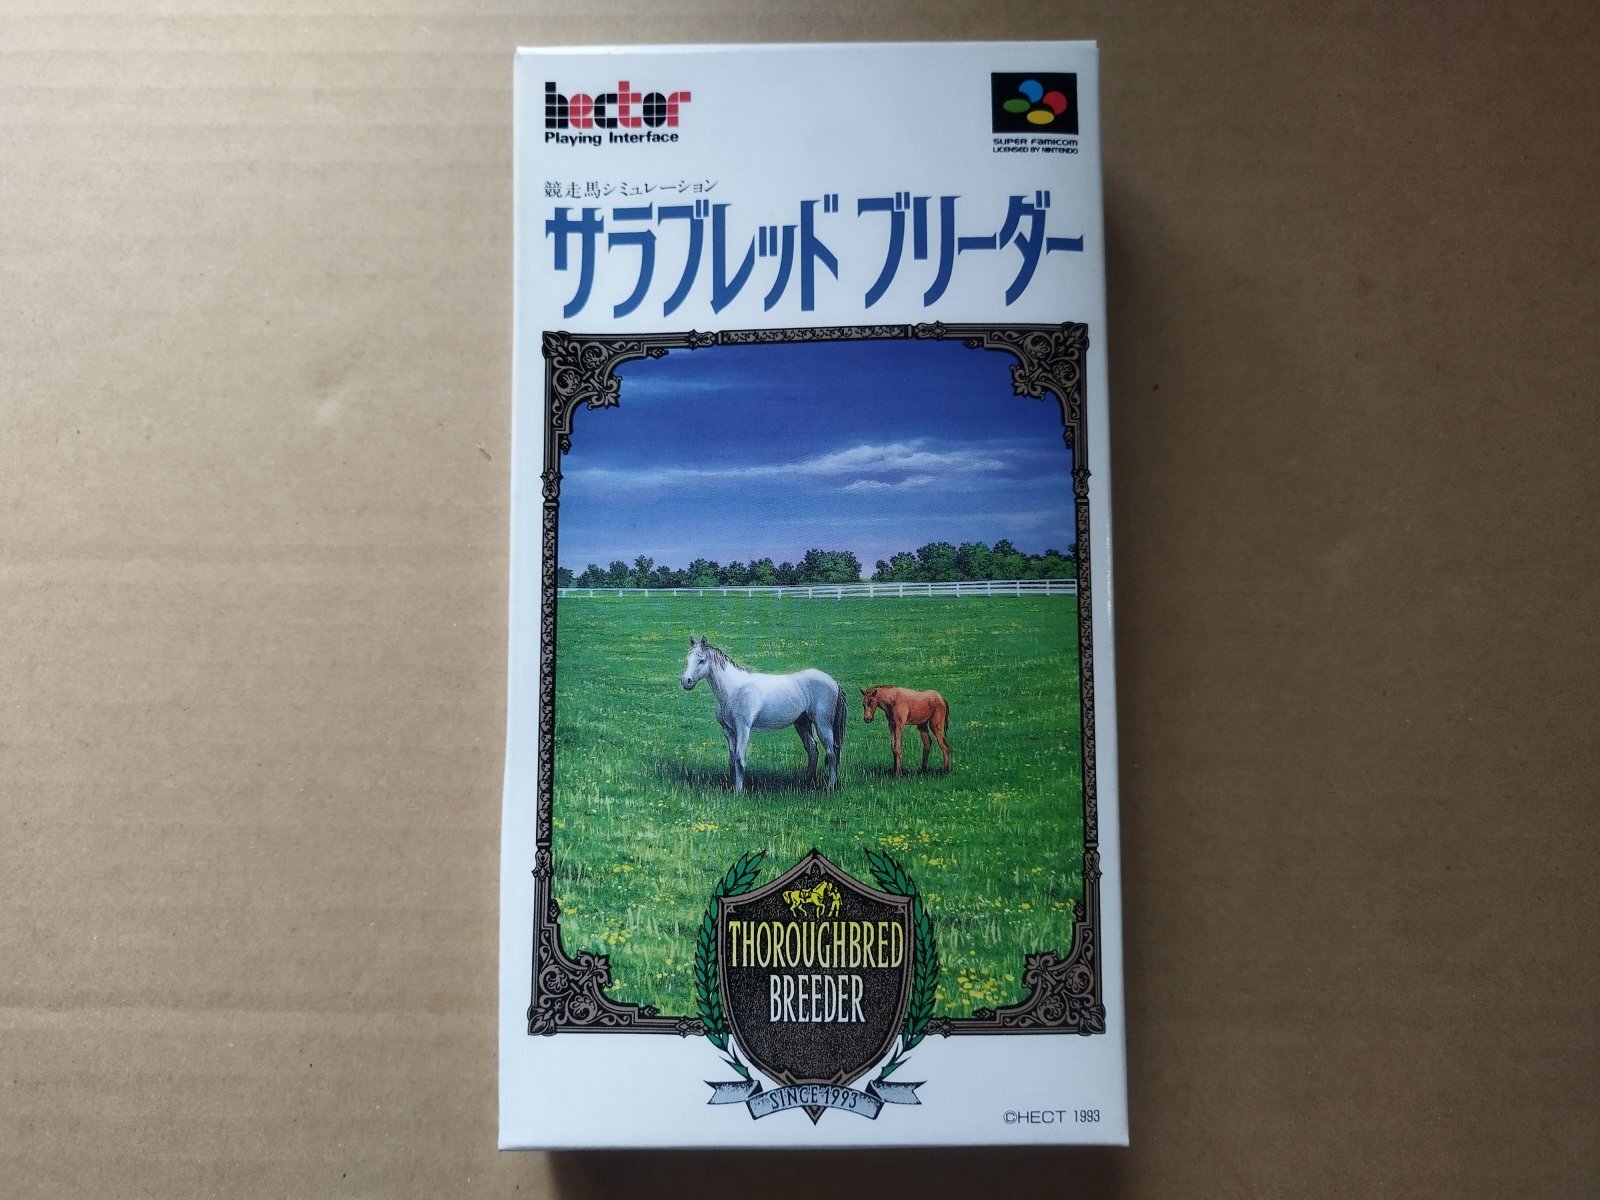 hector
Playing Interface
SUPER FAMICOM
LICENSED BY NINTENDO
競走馬シミュレーション
サラブレッド ブリーダー
THOROUGHBRED
BREEDER
SINCE 1993
©HECT 1993